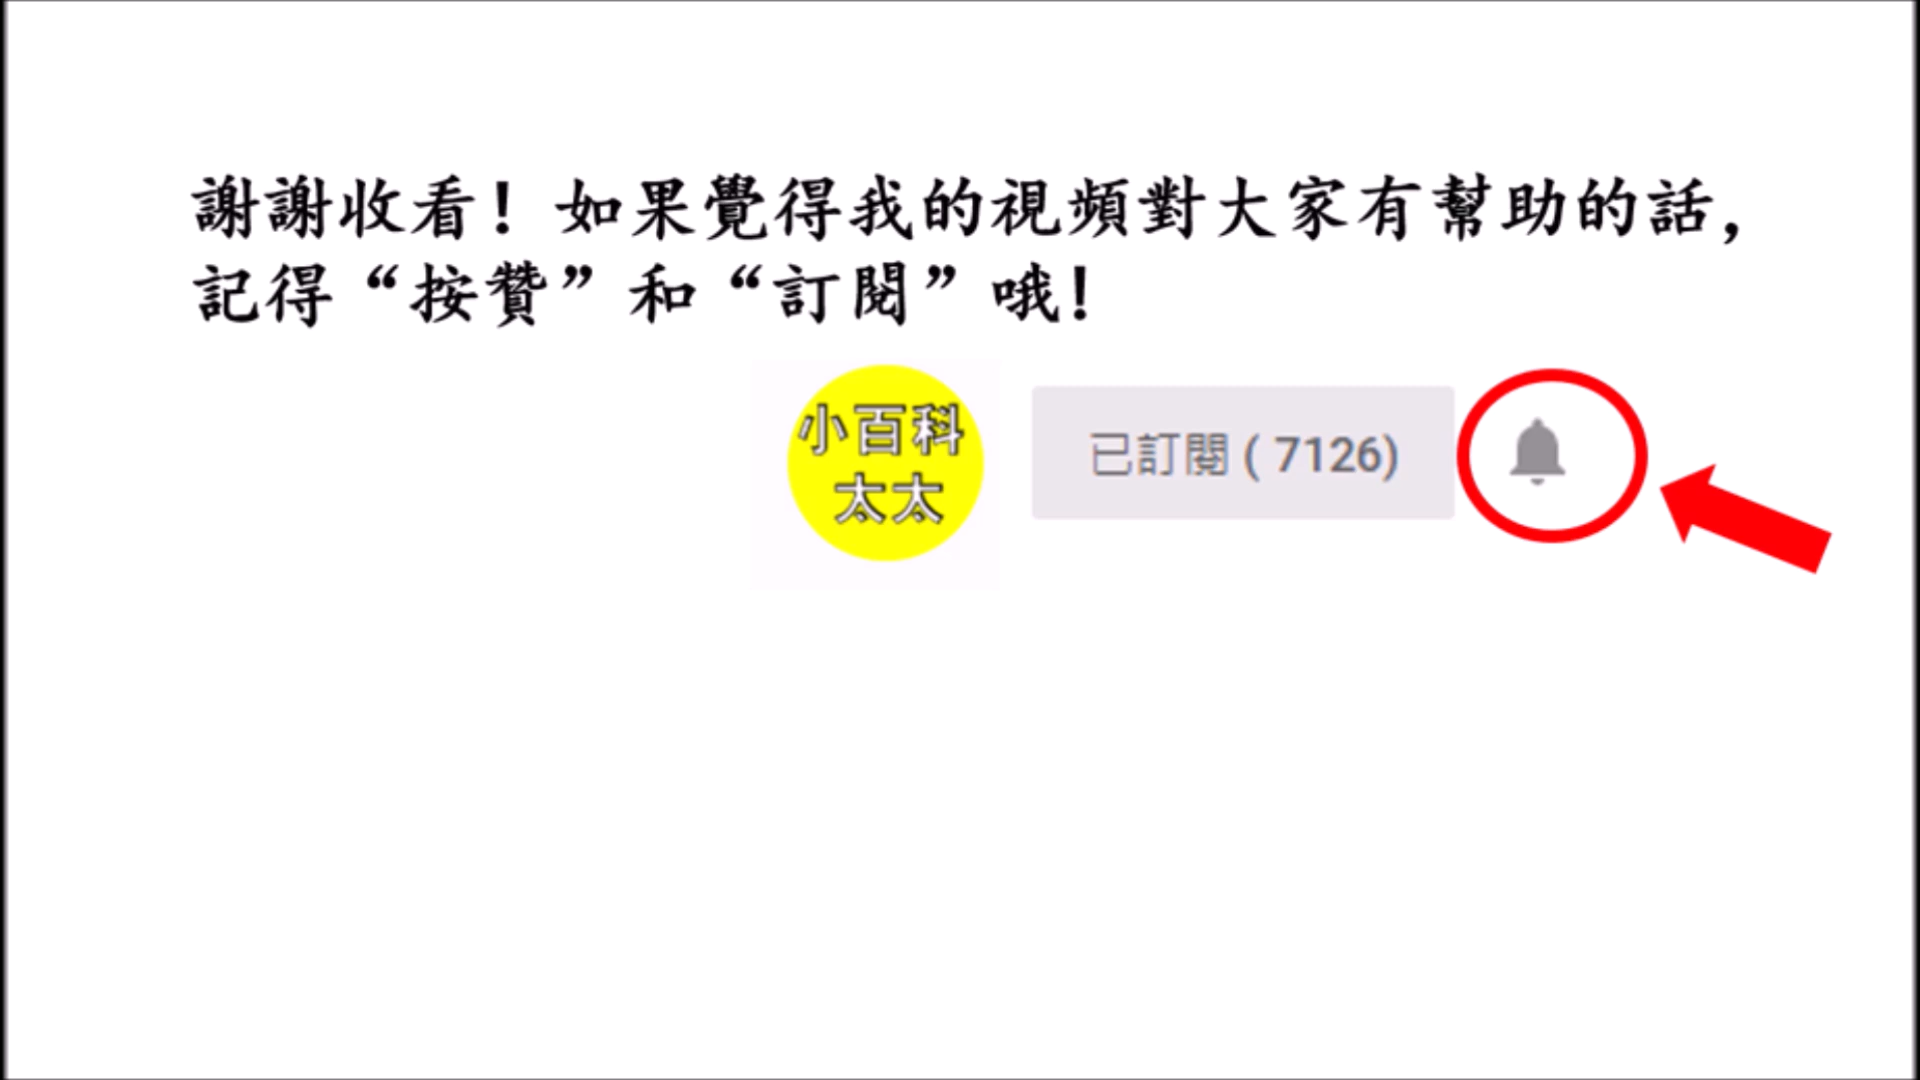 謝謝收看！如果覺得我的視頻對大家有幫助的話，
記得“按贊”和“訂閱”哦！
小百科
太太
已訂閱 ( 7126)